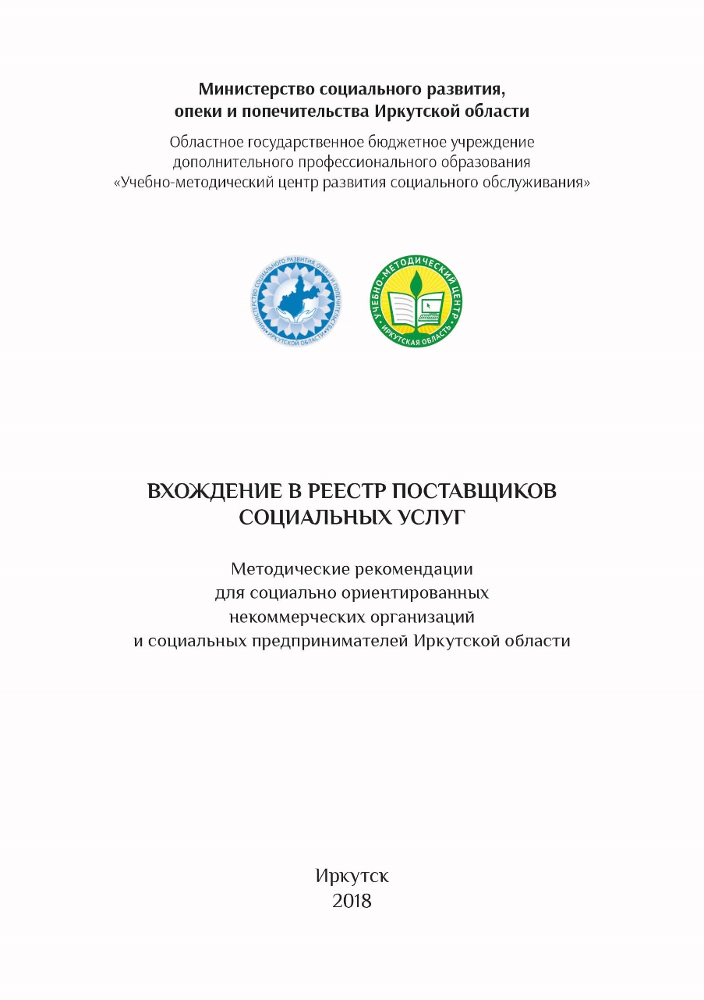 Министерство социального развития,
опеки и попечительства Иркутской области
Областное государственное бюджетное учреждение
дополнительного профессионального образования
«Учебно-методический центр развития социального обслуживания»
МИНИСТЕРСТВО СОЦИАЛЬНОГО РАЗВИТИЯ, ОПЕКИ И ПОПЕЧИТЕЛЬСТВА
ИРКУТСКОЙ ОБЛАСТИ
УЧЕБНО-МЕТОДИЧЕСКИЙ ЦЕНТР
ИРКУТСКАЯ ОБЛАСТЬ
ВХОЖДЕНИЕ В РЕЕСТР ПОСТАВЩИКОВ
СОЦИАЛЬНЫХ УСЛУГ
Методические рекомендации
для социально ориентированных
некоммерческих организаций
и социальных предпринимателей Иркутской области
Иркутск
2018